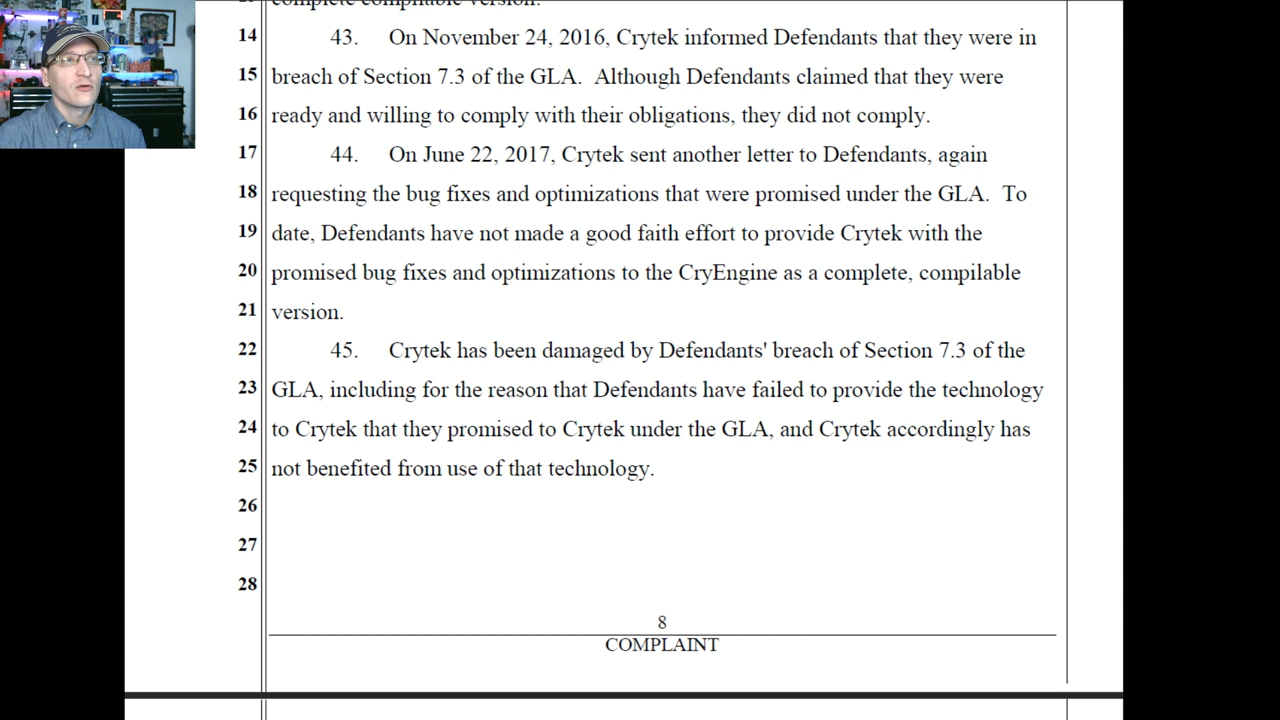 complete compilable version.
14 43. On November 24, 2016, Crytek informed Defendants that they were in
15 breach of Section 7.3 of the GLA. Although Defendants claimed that they were
16 ready and willing to comply with their obligations, they did not comply.
17 44. On June 22, 2017, Crytek sent another letter to Defendants, again
18 requesting the bug fixes and optimizations that were promised under the GLA. To
19 date, Defendants have not made a good faith effort to provide Crytek with the
20 promised bug fixes and optimizations to the CryEngine as a complete, compilable
21 version.
22 45. Crytek has been damaged by Defendants' breach of Section 7.3 of the
23 GLA, including for the reason that Defendants have failed to provide the technology
24 to Crytek that they promised to Crytek under the GLA, and Crytek accordingly has
25 not benefited from use of that technology.
26
27
28
8
COMPLAINT